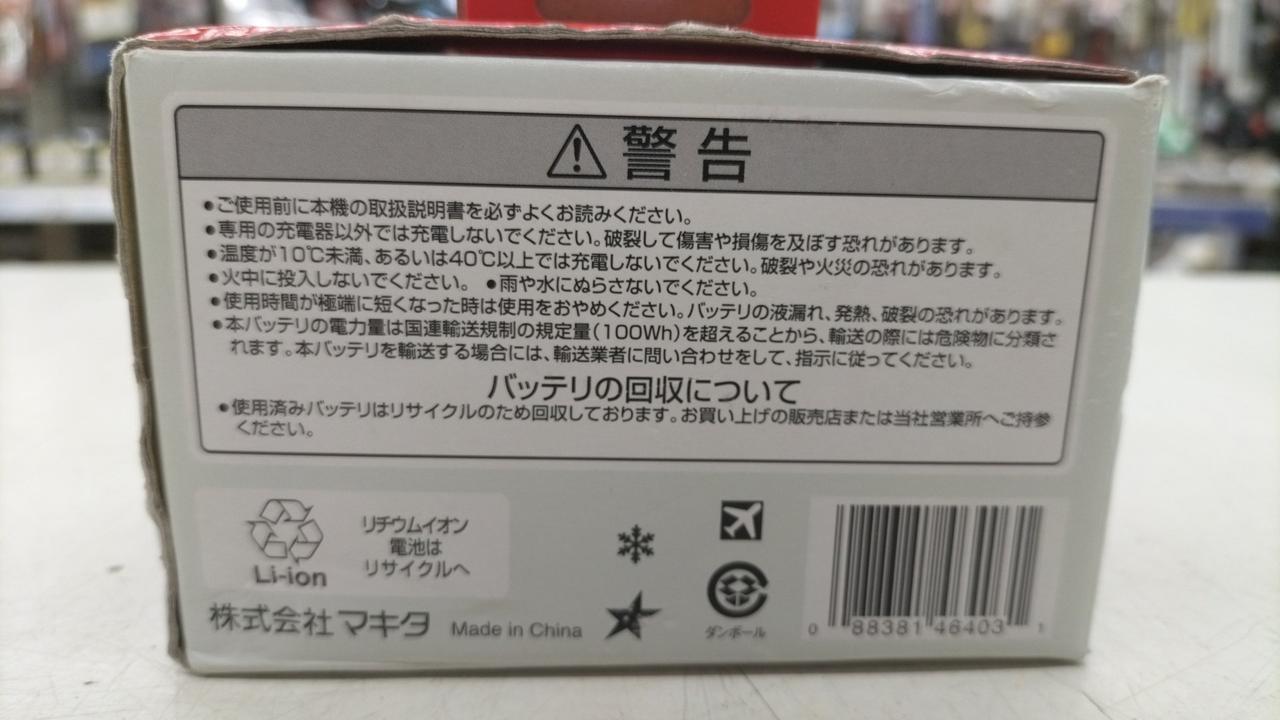 警告
●ご使用前に本機の取扱説明書を必ずよくお読みください。
●専用の充電器以外では充電しないでください。破裂して傷害や損傷を及ぼす恐れがあります。
●温度が10℃未満、あるいは40℃以上では充電しないでください。破裂や火災の恐れがあります。
●火中に投入しないでください。 ●雨や水にぬらさないでください。
●使用時間が極端に短くなった時は使用をおやめください。バッテリの液漏れ、発熱、破裂の恐れがあります。
●本バッテリの電力量は国連輸送規制の規定量(100Wh)を超えることから、輸送の際には危険物に分類さ
れます。本バッテリを輸送する場合には、輸送業者に問い合わせをして、指示に従ってください。
バッテリの回収について
●使用済みバッテリはリサイクルのため回収しております。お買い上げの販売店または当社営業所へご持参
ください。
リチウムイオン
電池は
リサイクルへ
Li-ion
株式会社マキタ Made in China
ダンボール
0 88381 46403 1